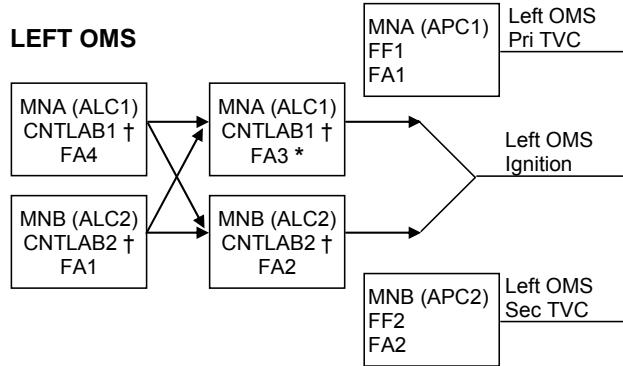 LEFT OMS
MNA (APC1)
FF1
FA1
Left OMS
Pri TVC
MNA (ALC1)
CNTLAB1 †
FA4
MNA (ALC1)
CNTLAB1 †
FA3 *
Left OMS
Ignition
MNB (ALC2)
CNTLAB2 †
FA1
MNB (ALC2)
CNTLAB2 †
FA2
MNB (APC2)
FF2
FA2
Left OMS
Sec TVC